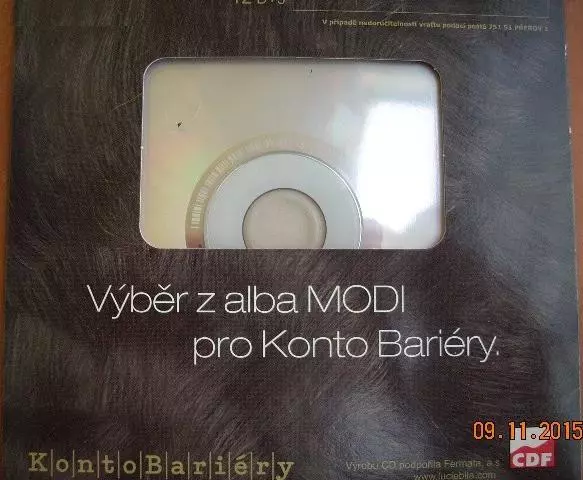 V případě nedoručitelnosti vraťte podací poště 751 51 PŘEROV 1
Výběr z alba MODI
pro Konto Bariéry.
09.11.2015
KontoBariéry
Výrobu CD podpořila Fermata, a.s
www.luciebila.com
CDF